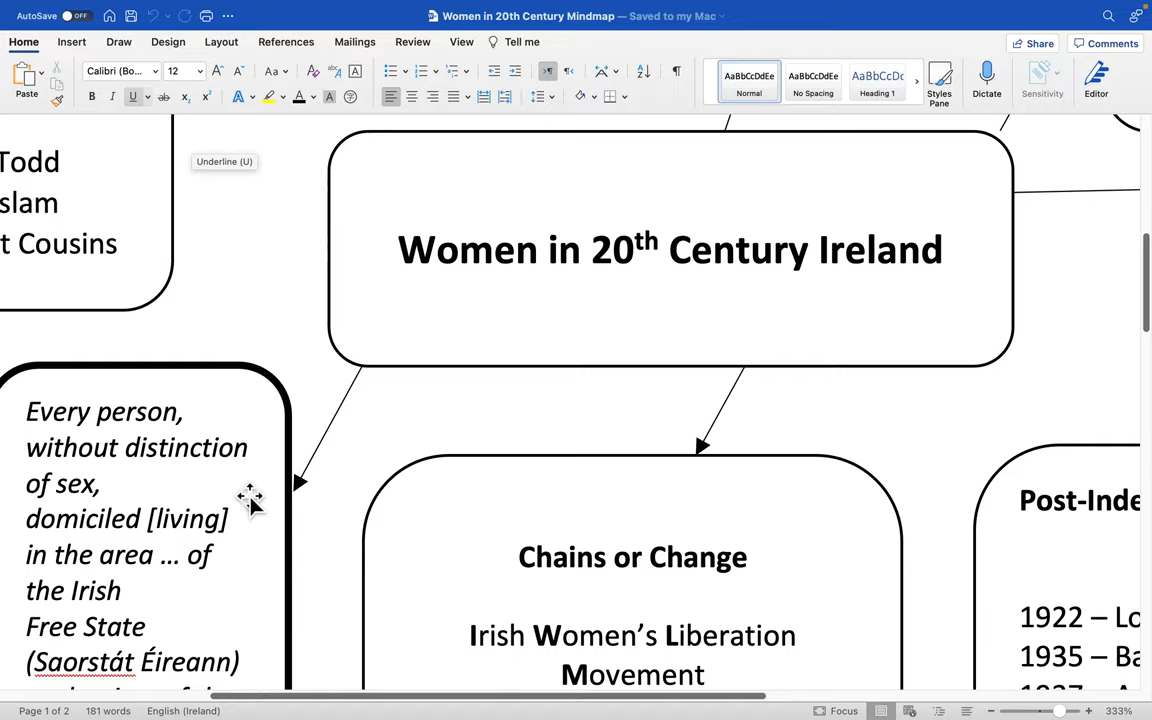 AutoSave OFF
Women in 20th Century Mindmap — Saved to my Mac
Home Insert Draw Design Layout References Mailings Review View Tell me
Share Comments
Paste
Calibri (Bo... 12
Aa
AaBbCcDdEe
Normal
AaBbCcDdEe
No Spacing
AaBbCcDc
Heading 1
Styles
Pane
Dictate
Sensitivity
Editor
Underline (U)
Todd
slam
t Cousins
Women in 20th Century Ireland
Every person,
without distinction
of sex,
domiciled [living]
in the area ... of
the Irish
Free State
(Saorstát Éireann)
Chains or Change
Irish Women's Liberation
Movement
Post-Inde
1922 – Lo
1935 – Ba
Page 1 of 2 181 words English (Ireland)
Focus
333%